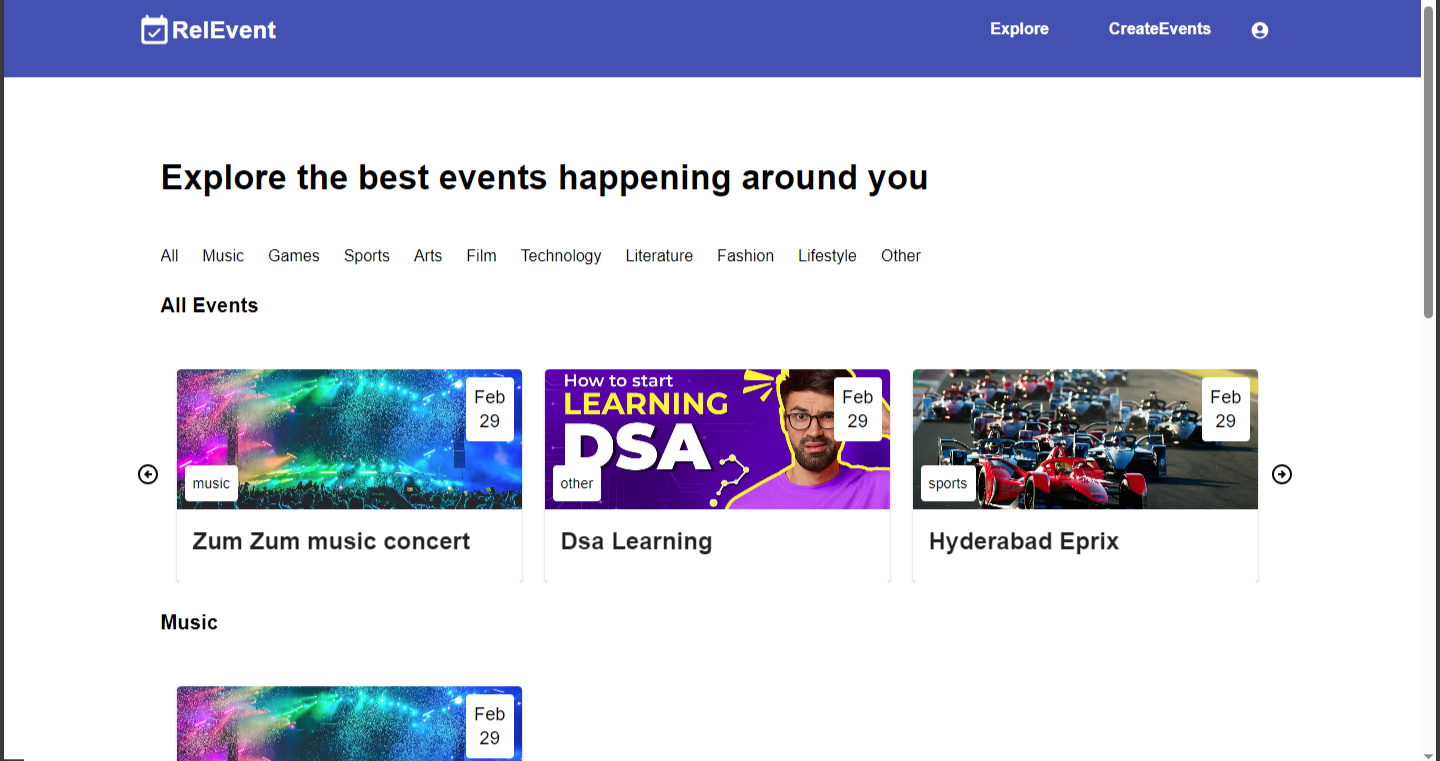 RelEvent
Explore CreateEvents
Explore the best events happening around you
All Music Games Sports Arts Film Technology Literature Fashion Lifestyle Other
All Events
Feb
29
music
Zum Zum music concert
How to start
LEARNING
DSA
Feb
29
other
Dsa Learning
Feb
29
sports
Hyderabad Eprix
Music
Feb
29